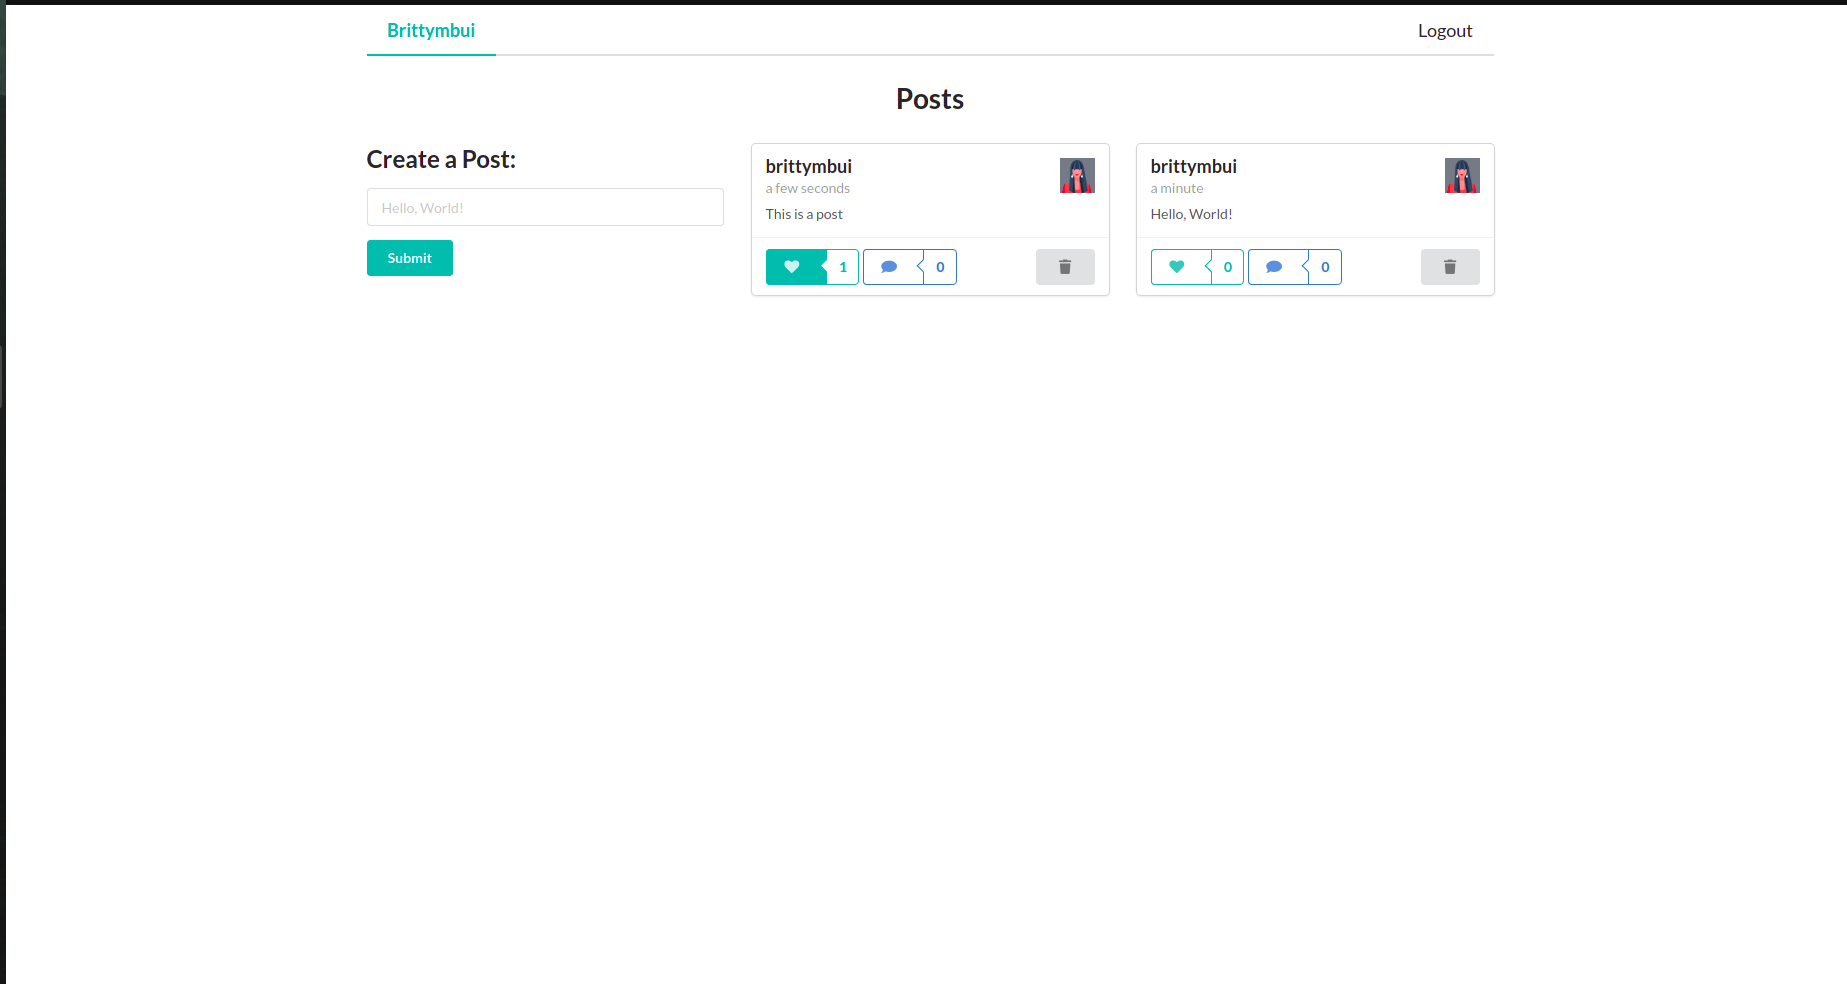 Brittymbui
Logout
Posts
Create a Post:
Hello, World!
Submit
brittymbui
a few seconds
This is a post
1
0
brittymbui
a minute
Hello, World!
0
0